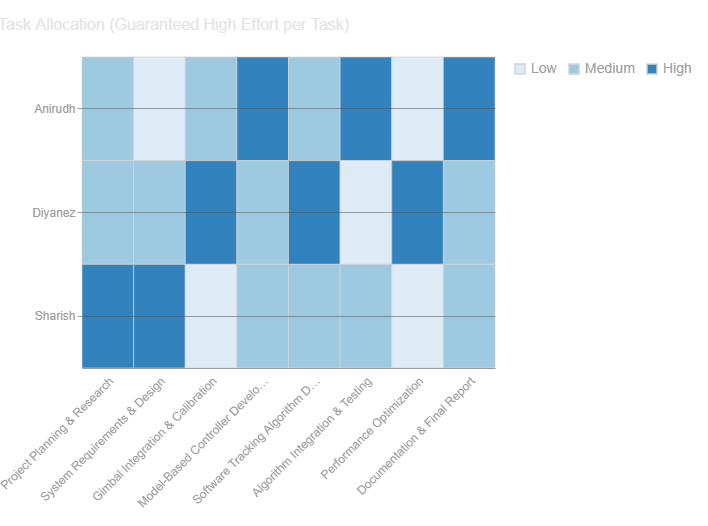 Task Allocation (Guaranteed High Effort per Task)
Low
Medium
High
Anirudh
Diyanez
Sharish
Project Planning & Research
System Requirements & Design
Gimbal Integration & Calibration
Model-Based Controller Develo...
Software Tracking Algorithm D...
Algorithm Integration & Testing
Performance Optimization
Documentation & Final Report